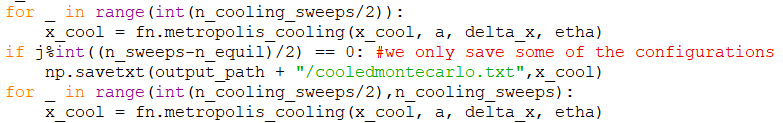 for _ in range(int(n_cooling_sweeps/2)):
    x_cool = fn.metropolis_cooling(x_cool, a, delta_x, etha)
if j%int((n_sweeps-n_equil)/2) == 0: #we only save some of the configurations
    np.savetxt(output_path + "/cooledmontecarlo.txt",x_cool)
for _ in range(int(n_cooling_sweeps/2),n_cooling_sweeps):
    x_cool = fn.metropolis_cooling(x_cool, a, delta_x, etha)